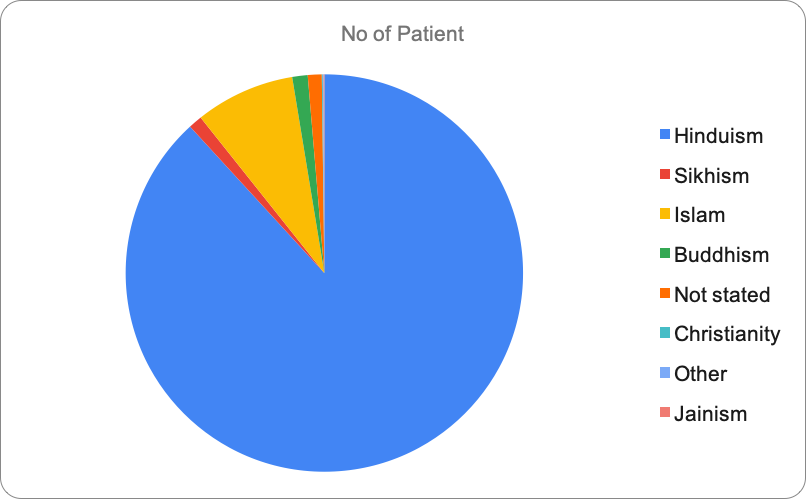 No of Patient
Hinduism
Sikhism
Islam
Buddhism
Not stated
Christianity
Other
Jainism